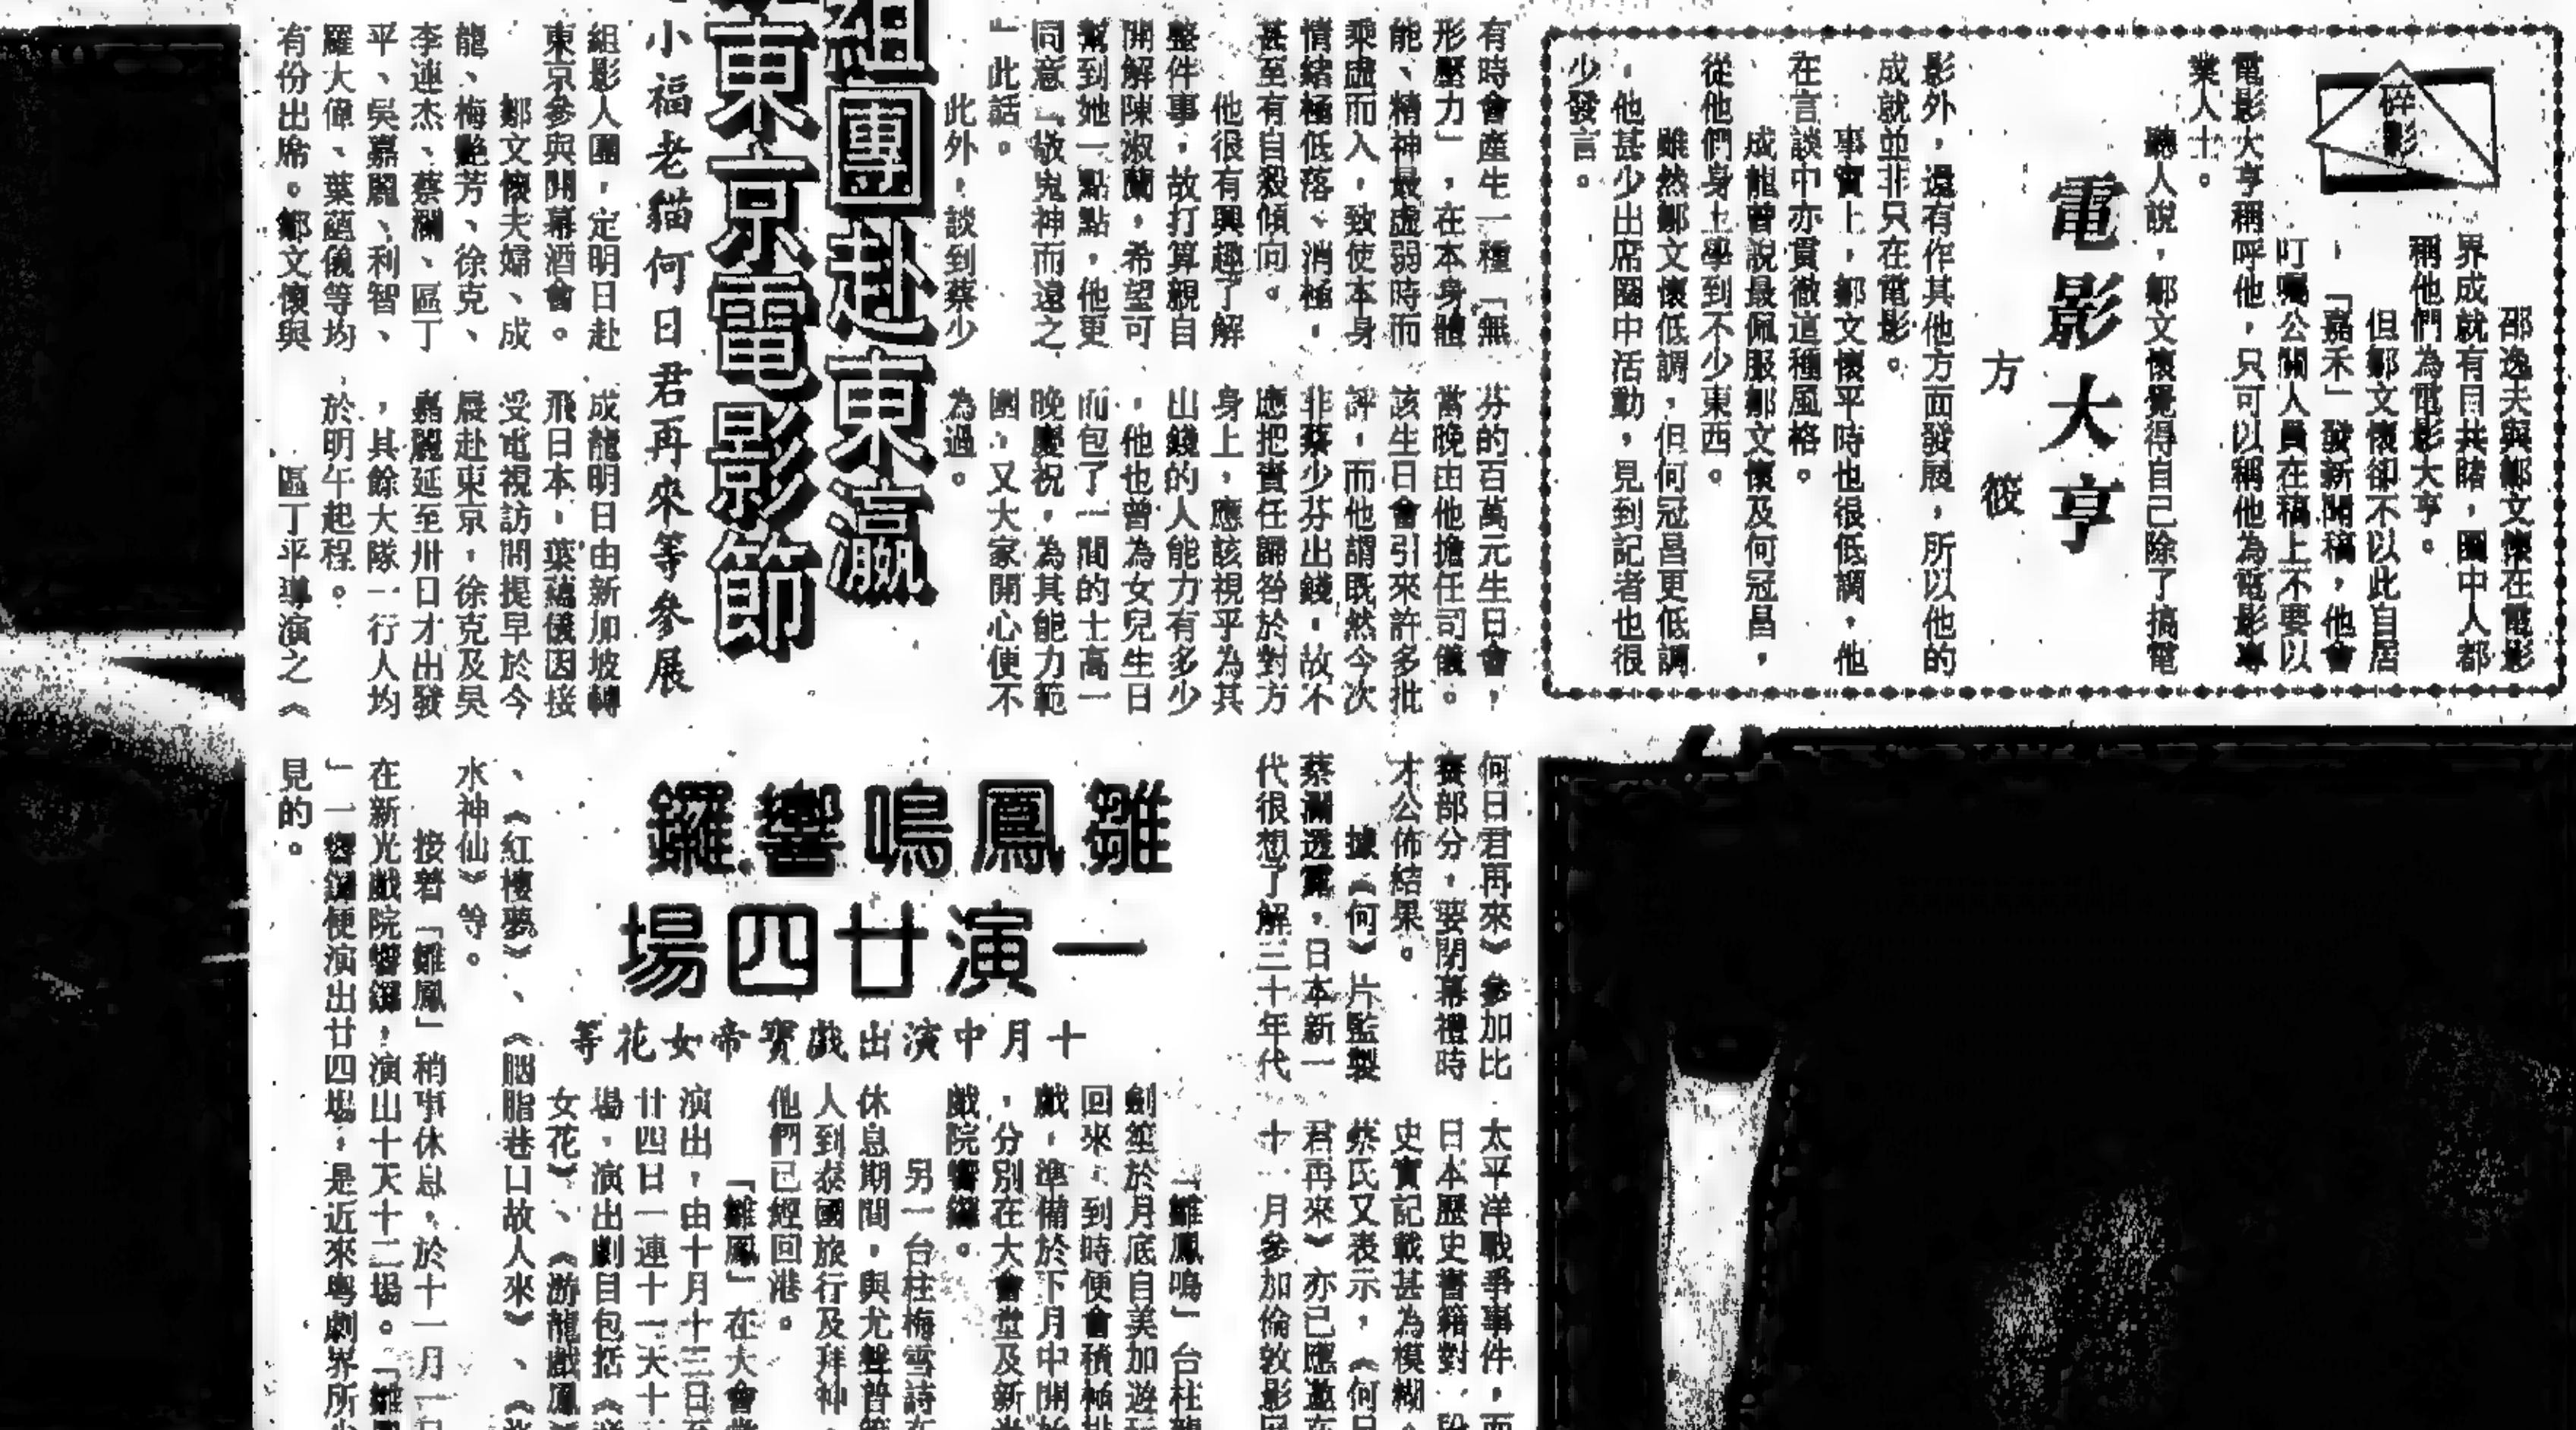 碎影
電影大亨
方筱
邵逸夫與鄒文懷在電影
界成就有目共睹，圈中人都
稱他們為電影大亨。
但鄒文懷卻不以此自居
，「嘉禾」發新聞稿，他會
叮囑公關人員在稿上不要以
電影大亨稱呼他，只可以稱他為電影專
業人士。
聽人說，鄒文懷覺得自己除了搞電
影外，還有作其他方面發展，所以他的
成就並非只在電影。
事實上，鄒文懷平時也很低調，他
在言談中亦貫徹這種風格。
成龍曾說最佩服鄒文懷及何冠昌，
從他們身上學到不少東西。
雖然鄒文懷低調，但何冠昌更低調
，他甚少出席圈中活動，見到記者也很
少發言。
有時會產生一種「無
形壓力」，在本身體
能、精神最虛弱時而
乘虛而入，致使本身
情緒極低落、消極，
甚至有自殺傾向。
他很有興趣了解
整件事，故打算親自
開解陳淑蘭，希望可
幫到她一點點，他更
同意「敬鬼神而遠之
」此話。
此外，談到蔡少
芬的百萬元生日會，
當晚由他擔任司儀。
該生日會引來許多批
評，而他謂既然今次
非蔡少芬出錢，故不
應把責任歸咎於對方
身上，應該視乎為其
出錢的人能力有多少
，他也曾為女兒生日
而包了一間的士高一
晚慶祝，為其能力範
圍，又大家開心便不
為過。
組團赴東瀛
東京電影節
小福老貓何日君再來等參展
組影人團，定明日赴
東京參與開幕酒會。
鄒文懷夫婦、成
龍、梅艷芳、徐克、
李連杰、蔡瀾、區丁
平、吳嘉麗、利智、
羅大偉、葉蘊儀等均
有份出席。鄒文懷與
成龍明日由新加坡轉
飛日本，葉蘊儀因接
受電視訪問提早於今
晨赴東京，徐克及吳
嘉麗延至卅日才出發
，其餘大隊一行人均
於明午起程。
區丁平導演之《
何日君再來》參加比
賽部分，要閉幕禮時
才公佈結果。
據《何》片監製
蔡瀾透露，日本新一
代很想了解三十年代
太平洋戰爭事件，而
日本歷史書籍對　段
史實記載甚為模糊。
蔡氏又表示，《何日
君再來》亦已應邀在
十一月參加倫敦影展
雛鳳鳴響鑼
一演廿四場
十月中演出戲寶帝女花等
「雛鳳鳴」台柱龍
劍笙於月底自美加遊玩
回來，到時便會積極排
戲，準備於下月中開始
，分別在大會堂及新光
戲院響鑼。
另一台柱梅雪詩在
休息期間，與尤聲普等
人到泰國旅行及拜神，
他們已經回港。
「雛鳳」在大會堂
演出，由十月十三日至
廿四日一連十一天十
場，演出劇目包括《
女花》、《游龍戲鳳
、《紅樓夢》、《胭脂巷口故人來》、《
水神仙》等。
按着「雛鳳」稍事休息，於十一月一日
在新光戲院響鑼，演出十天十二場。「雛
」一響鑼便演出廿四場，是近來粵劇界所少
見的。